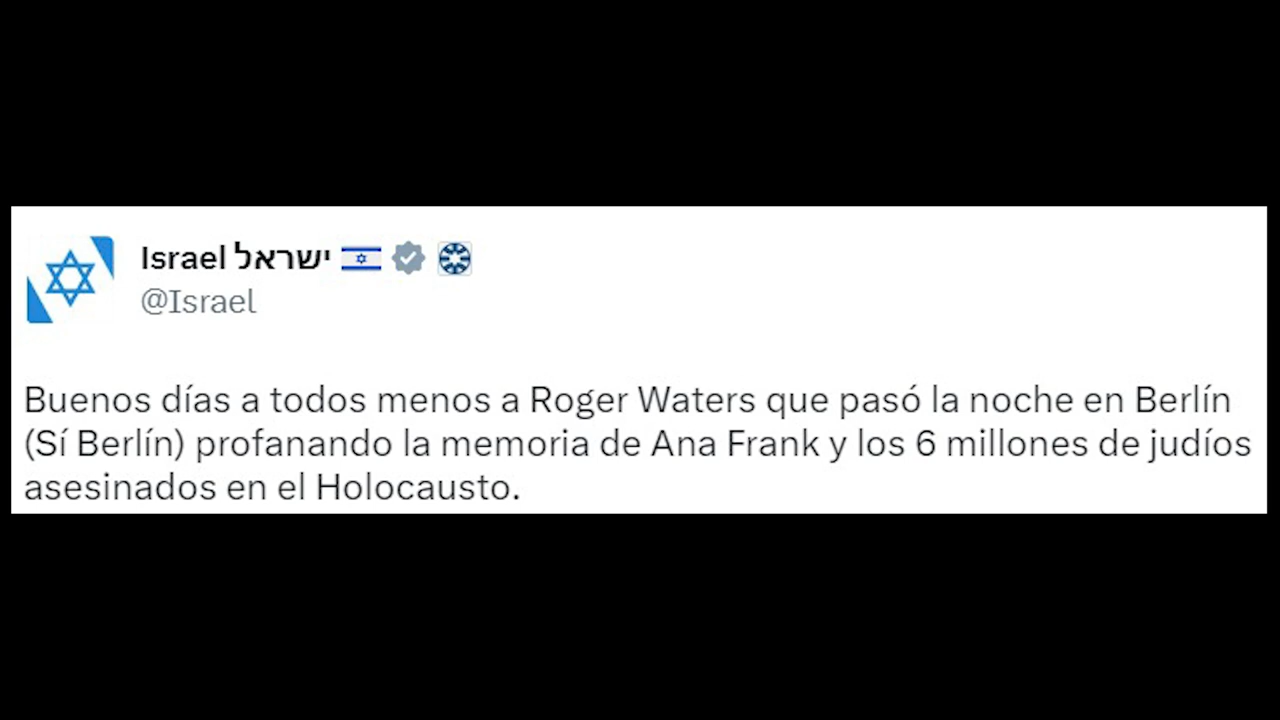 Israel ישראל
@Israel
Buenos días a todos menos a Roger Waters que pasó la noche en Berlín
(Sí Berlín) profanando la memoria de Ana Frank y los 6 millones de judíos
asesinados en el Holocausto.